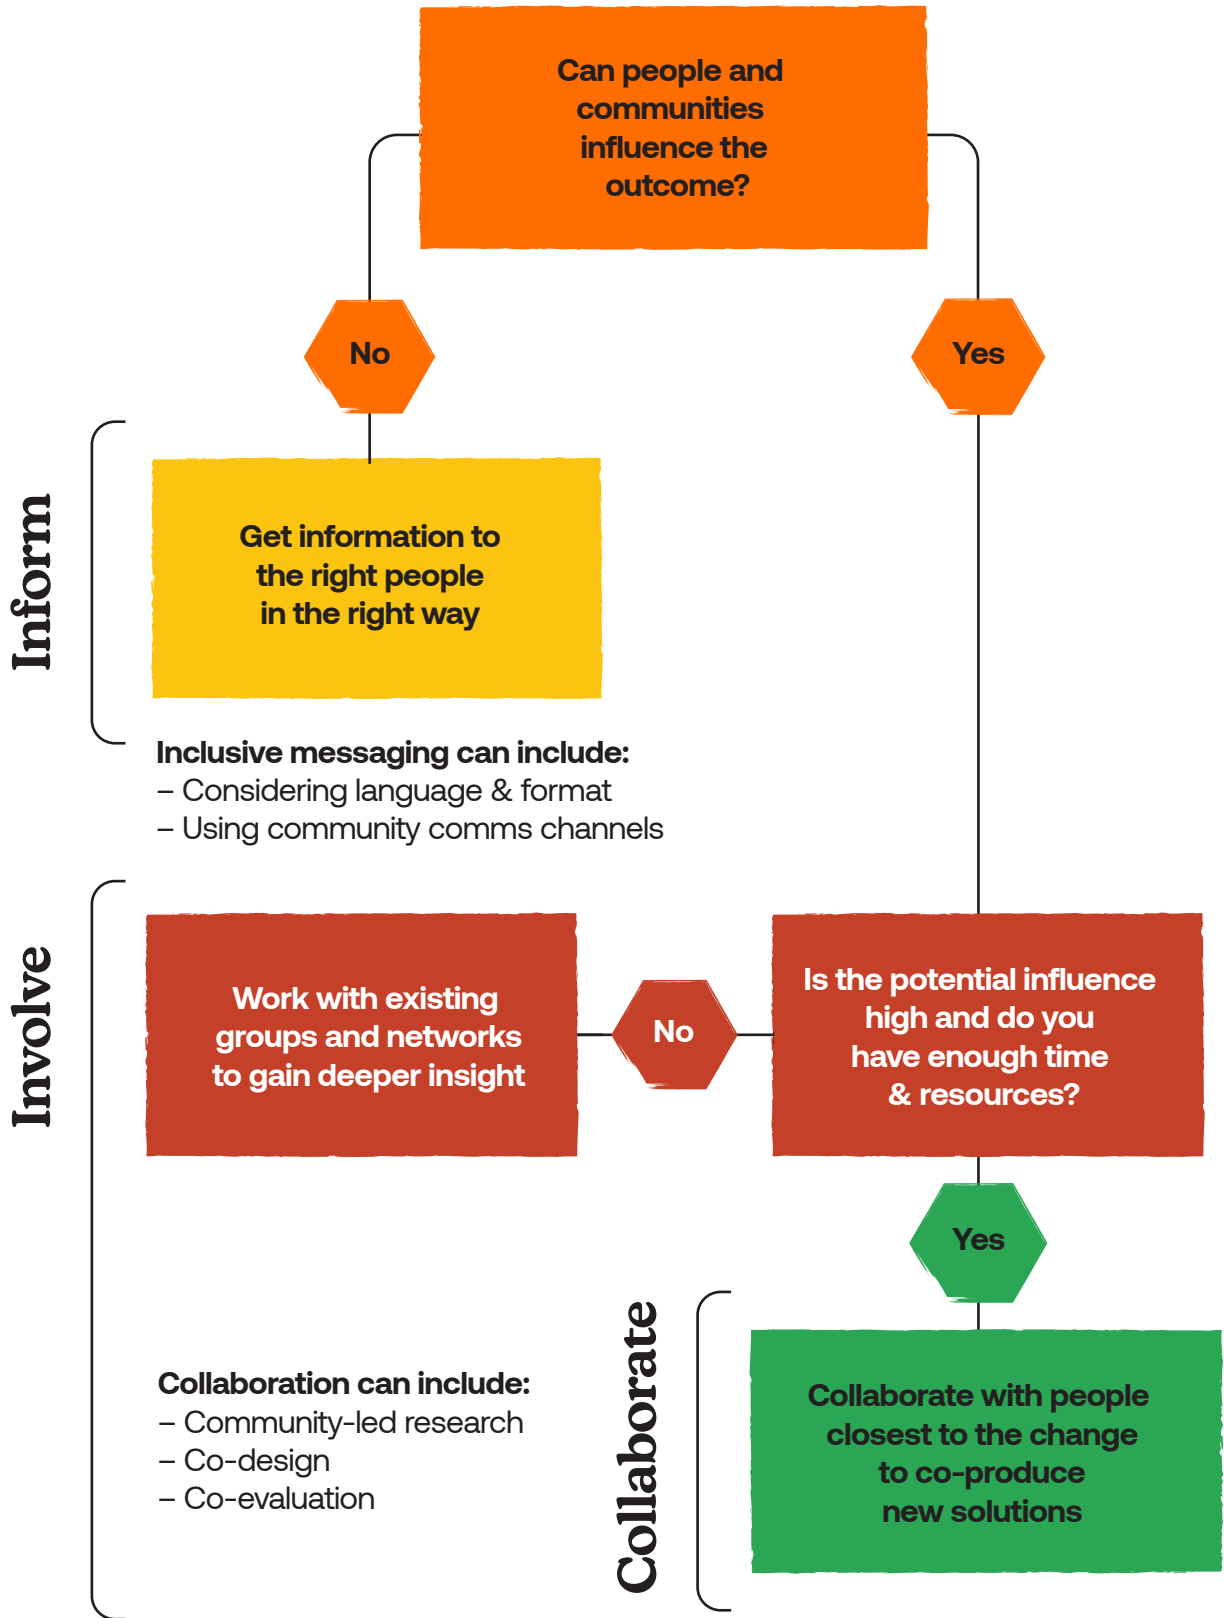 Can people and
communities
influence the
outcome?
No
Yes
Inform
Get information to
the right people
in the right way
Inclusive messaging can include:
– Considering language & format
– Using community comms channels
Involve
Work with existing
groups and networks
to gain deeper insight
No
Is the potential influence
high and do you
have enough time
& resources?
Yes
Collaboration can include:
– Community-led research
– Co-design
– Co-evaluation
Collaborate
Collaborate with people
closest to the change
to co-produce
new solutions